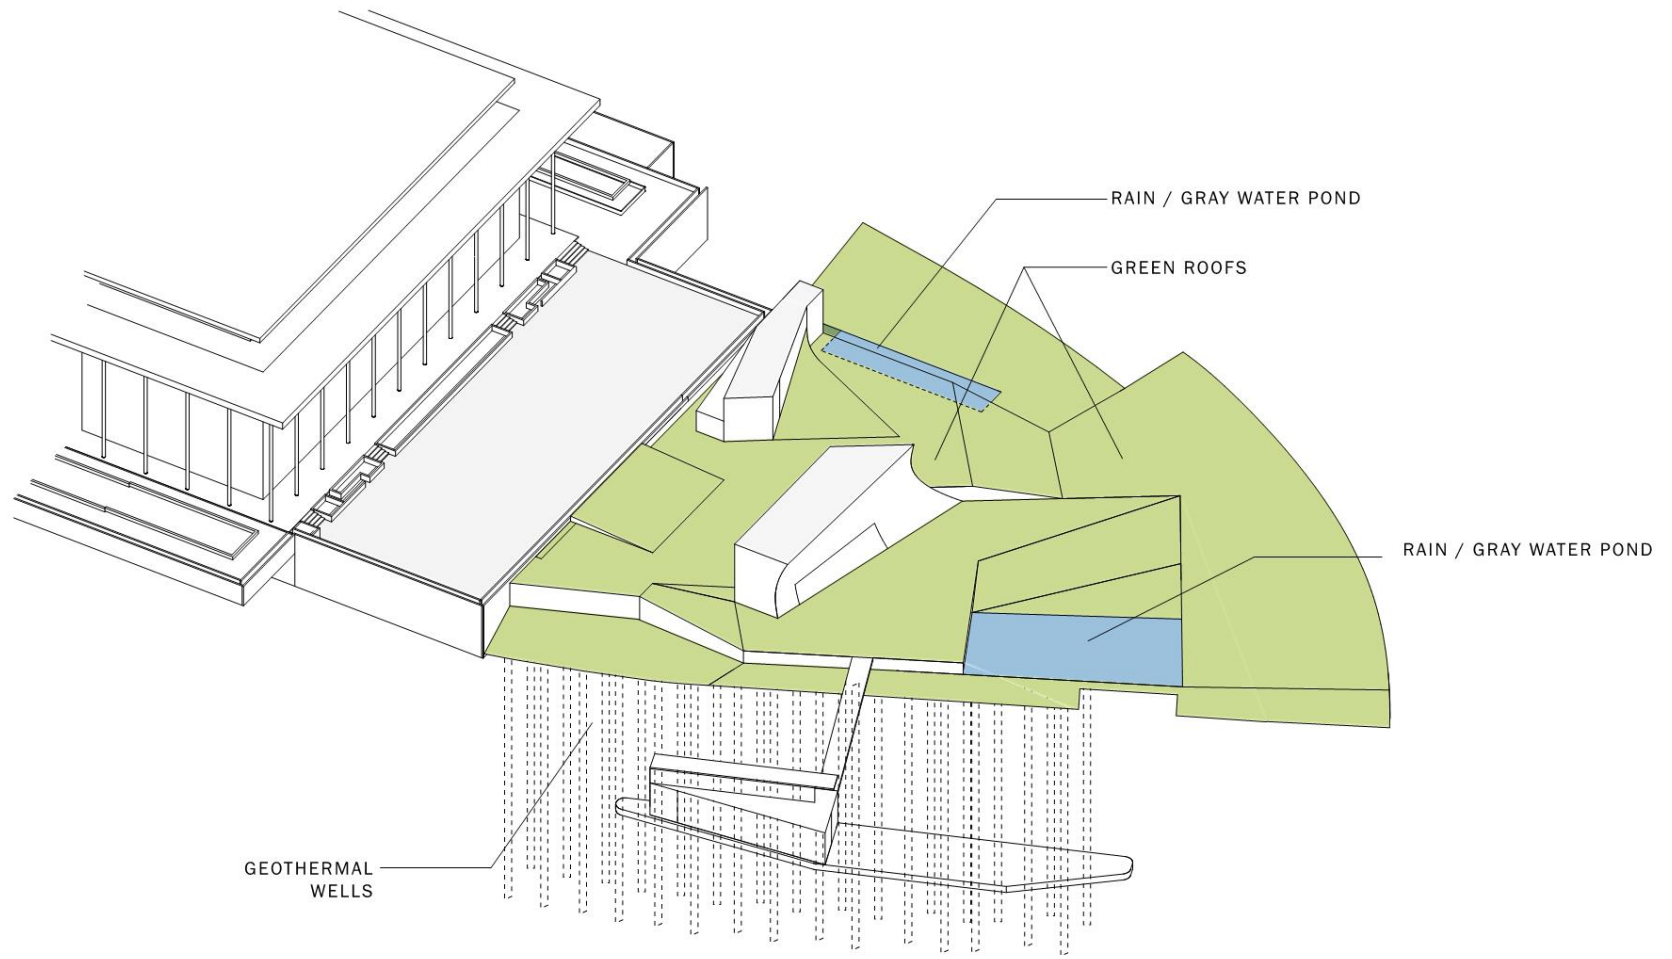 RAIN / GRAY WATER POND
GREEN ROOFS
RAIN / GRAY WATER POND
GEOTHERMAL
WELLS